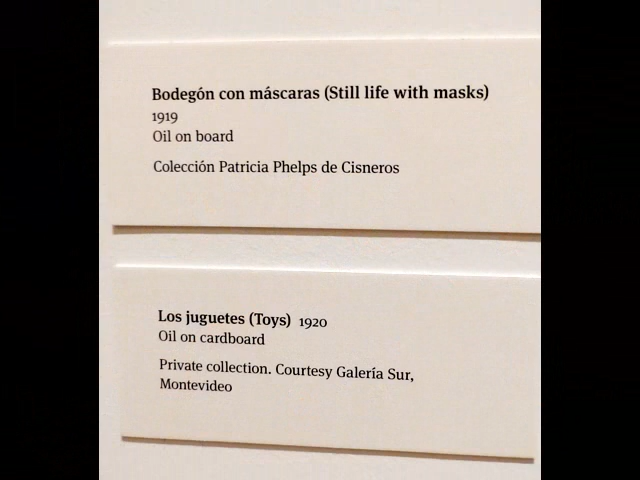 Bodegón con máscaras (Still life with masks)
1919
Oil on board
Colección Patricia Phelps de Cisneros
Los juguetes (Toys) 1920
Oil on cardboard
Private collection. Courtesy Galería Sur,
Montevideo